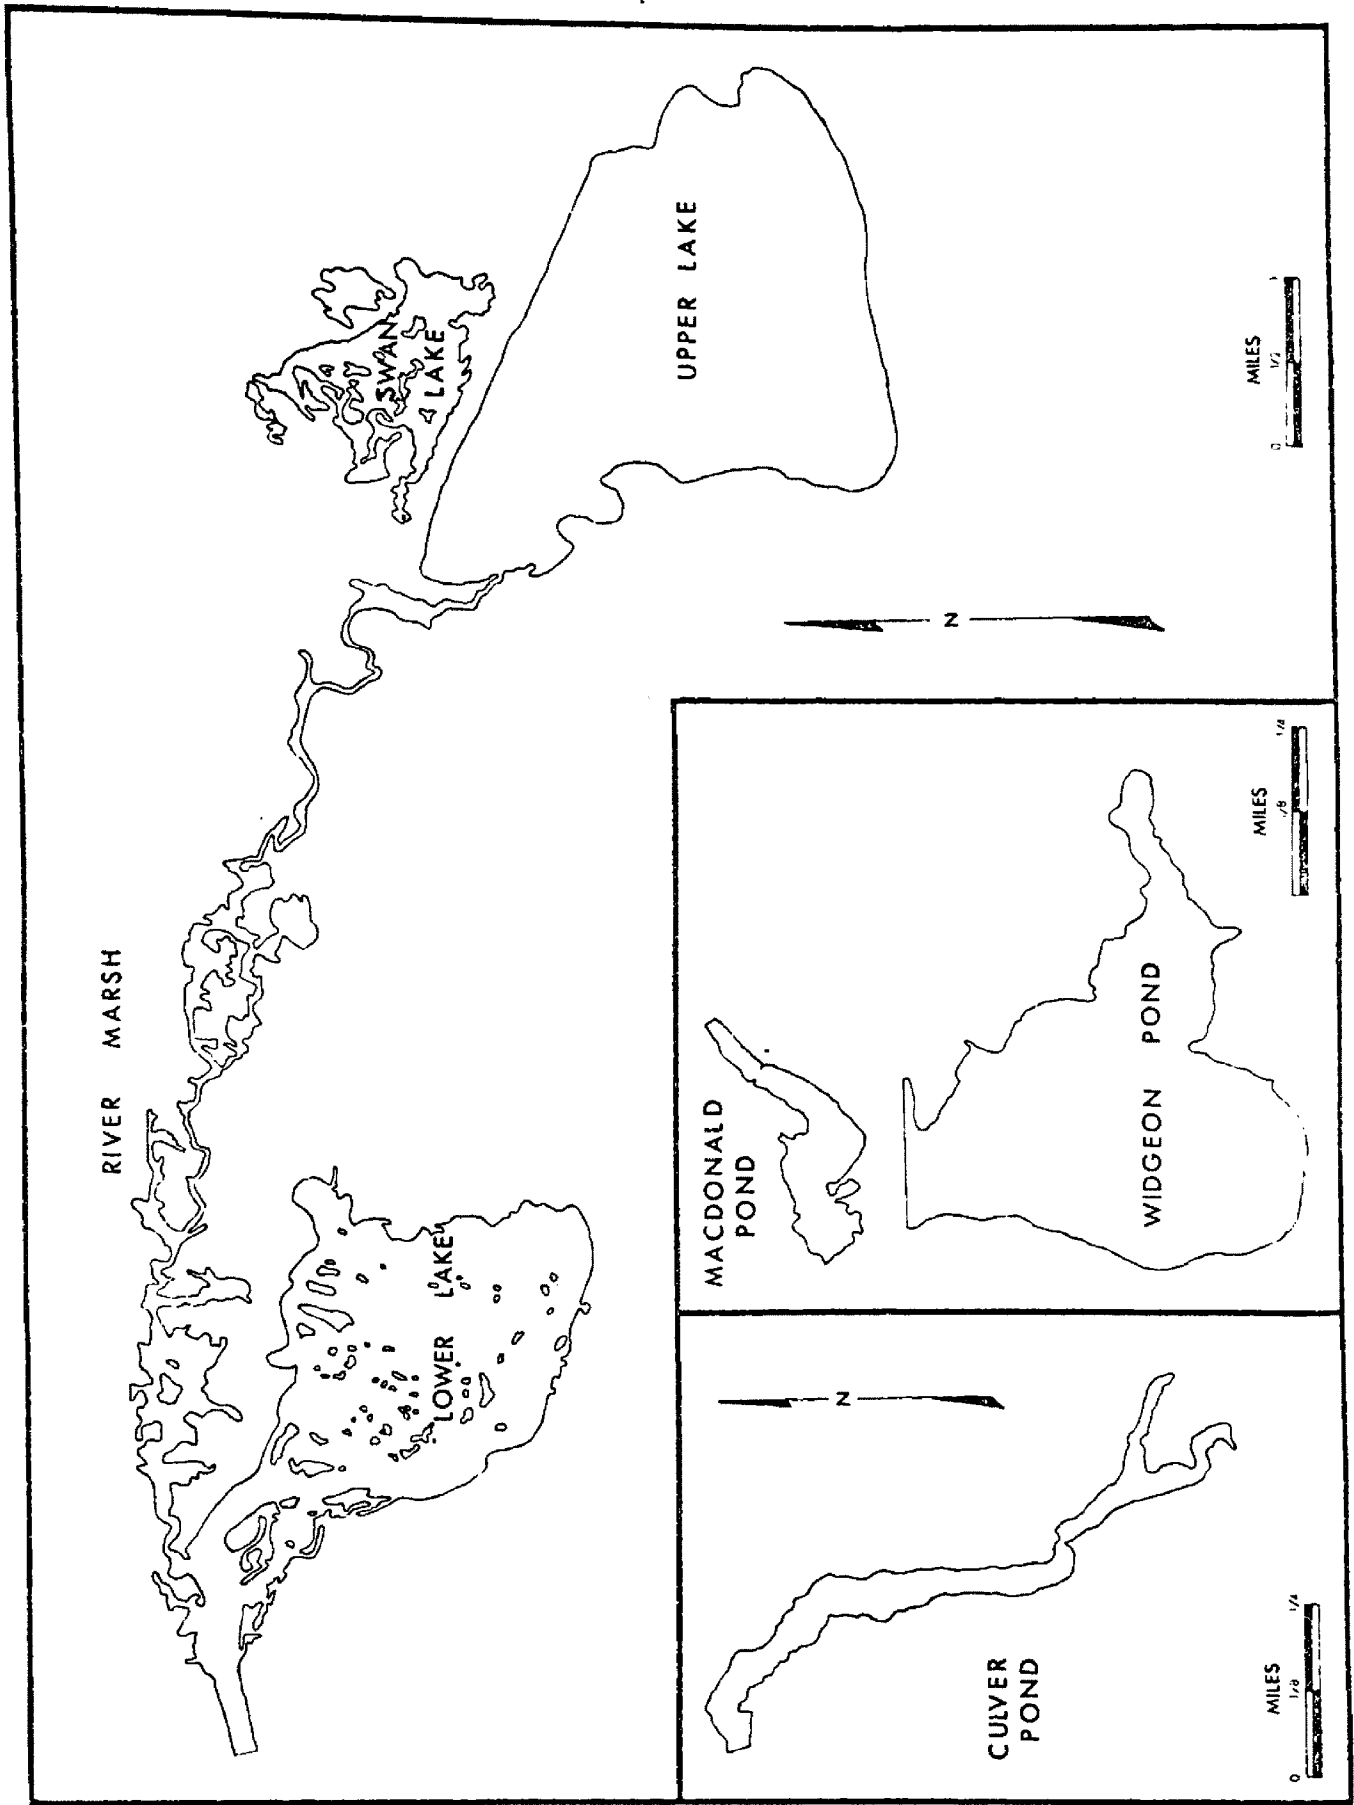 RIVER MARSH
SWAN
LAKE
UPPER LAKE
LOWER LAKE
N
MILES
0 1/2 1
MACDONALD
POND
WIDGEON POND
MILES
1/8 1/4
N
CULVER
POND
MILES
0 1/8 1/4